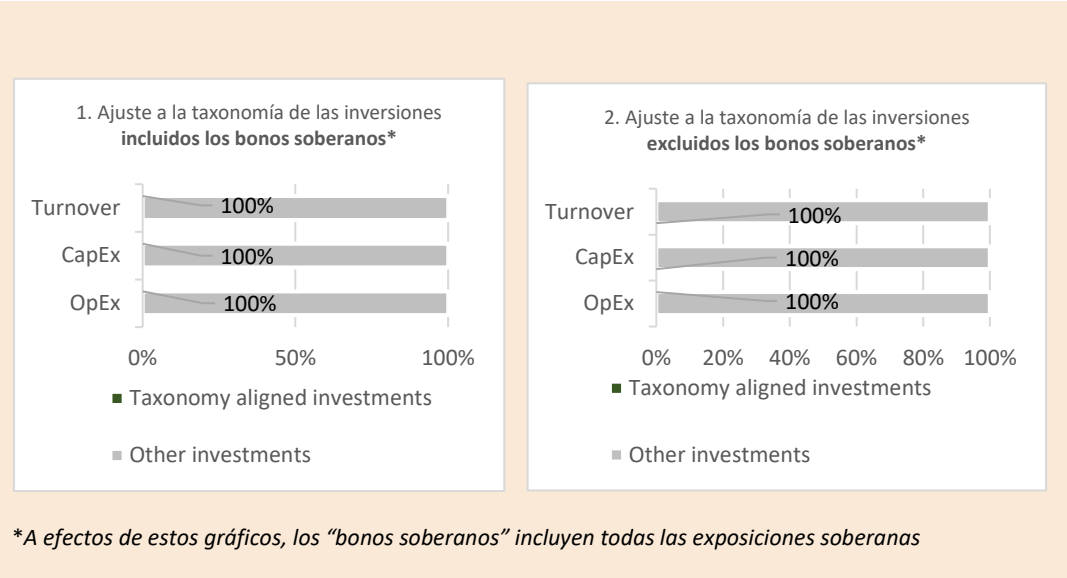 1. Ajuste a la taxonomía de las inversiones
incluidos los bonos soberanos*
Turnover
100%
CapEx
100%
OpEx
100%
0% 50% 100%
Taxonomy aligned investments
Other investments
2. Ajuste a la taxonomía de las inversiones
excluidos los bonos soberanos*
Turnover
100%
CapEx
100%
OpEx
100%
0% 20% 40% 60% 80% 100%
Taxonomy aligned investments
Other investments
*A efectos de estos gráficos, los “bonos soberanos” incluyen todas las exposiciones soberanas